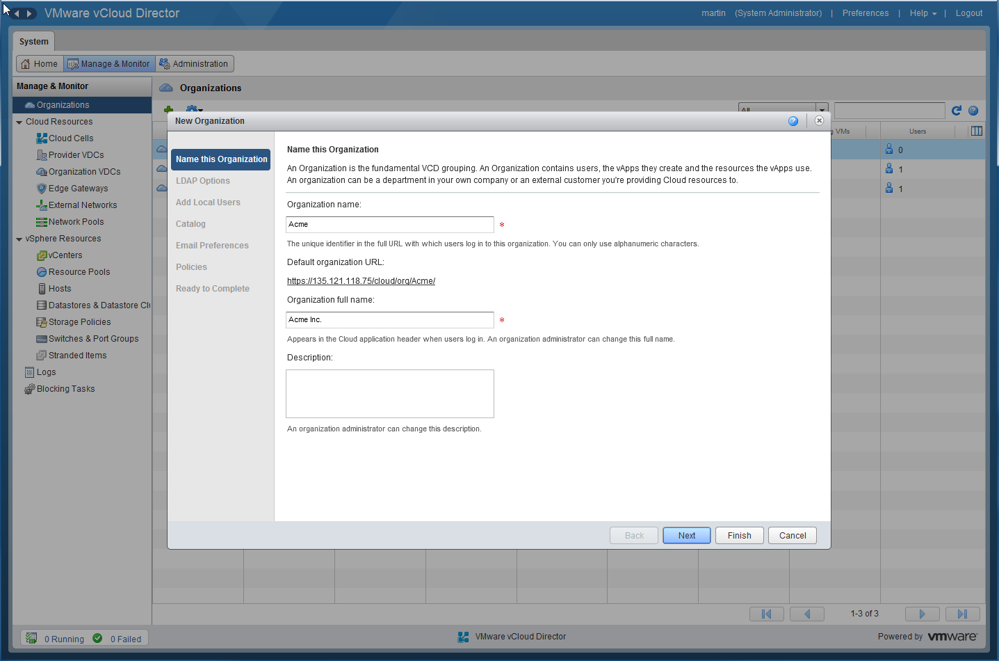 VMware vCloud Director
martin (System Administrator) | Preferences | Help | Logout
System
Home Manage & Monitor Administration
Manage & Monitor
Organizations
Cloud Resources
Cloud Cells
Provider VDCs
Organization VDCs
Edge Gateways
External Networks
Network Pools
vSphere Resources
vCenters
Resource Pools
Hosts
Datastores & Datastore Clu
Storage Policies
Switches & Port Groups
Stranded Items
Logs
Blocking Tasks
Organizations
All
VMs Users
0
1
1
New Organization
Name this Organization
LDAP Options
Add Local Users
Catalog
Email Preferences
Policies
Ready to Complete
Name this Organization
An Organization is the fundamental VCD grouping. An Organization contains users, the vApps they create and the resources the vApps use.
An organization can be a department in your own company or an external customer you're providing Cloud resources to.
Organization name:
Acme *
The unique identifier in the full URL with which users log in to this organization. You can only use alphanumeric characters.
Default organization URL:
https://135.121.118.75/cloud/org/Acme/
Organization full name:
Acme Inc. *
Appears in the Cloud application header when users log in. An organization administrator can change this full name.
Description:
An organization administrator can change this description.
Back Next Finish Cancel
1-3 of 3
0 Running 0 Failed
VMware vCloud Director
Powered by vmware